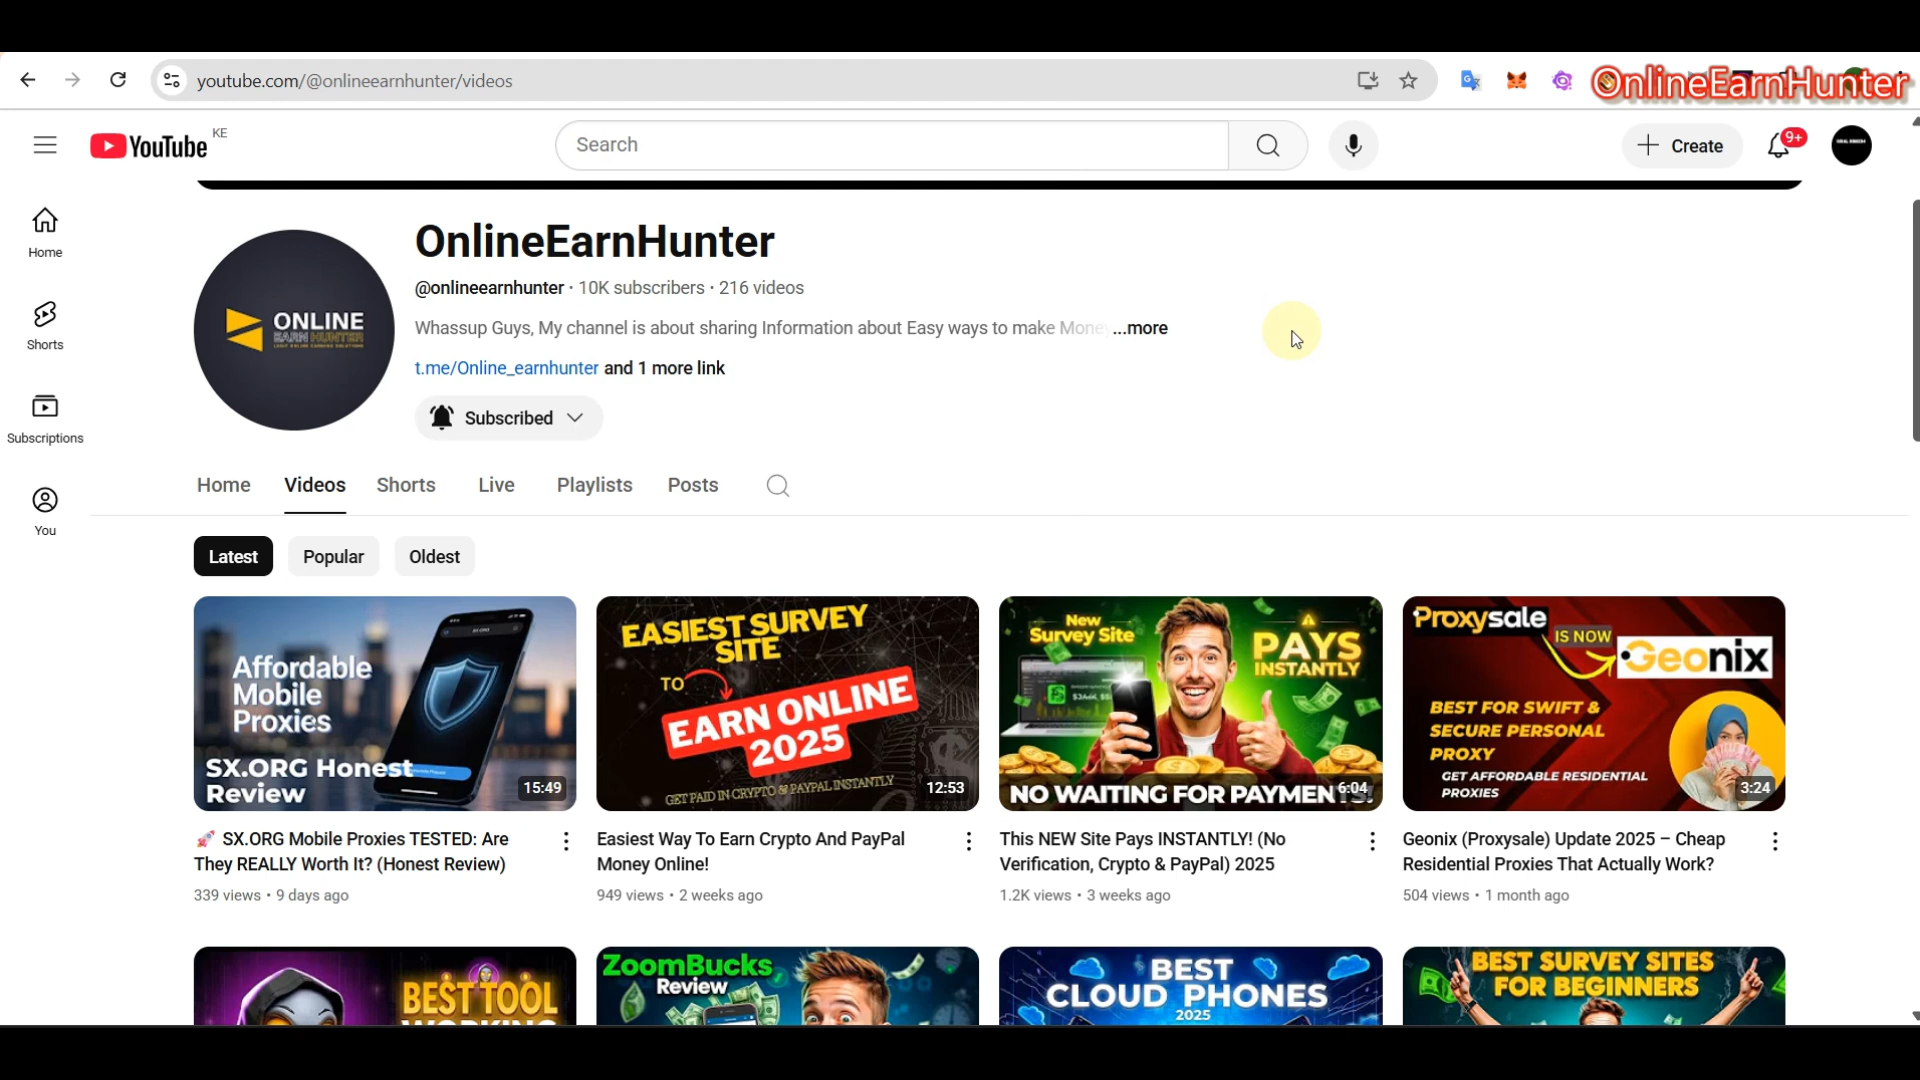 youtube.com/@onlineearnhunter/videos
OnlineEarnHunter
YouTube KE
Search
Create
9+
Home
Shorts
Subscriptions
You
ONLINE
EARN HUNTER
OnlineEarnHunter
@onlineearnhunter · 10K subscribers · 216 videos
Whassup Guys, My channel is about sharing Information about Easy ways to make Money ...more
t.me/Online_earnhunter and 1 more link
Subscribed
Home Videos Shorts Live Playlists Posts
Latest Popular Oldest
Affordable
Mobile
Proxies
SX.ORG Honest
Review
15:49
EASIEST SURVEY
SITE
TO
EARN ONLINE
2025
GET PAID IN CRYPTO & PAYPAL INSTANTLY
12:53
New
Survey Site
PAYS
INSTANTLY
NO WAITING FOR PAYMENTS.
6:04
Proxysale
IS NOW
Geonix
BEST FOR SWIFT &
SECURE PERSONAL
PROXY
GET AFFORDABLE RESIDENTIAL
PROXIES
3:24
🚀 SX.ORG Mobile Proxies TESTED: Are
They REALLY Worth It? (Honest Review)
339 views · 9 days ago
Easiest Way To Earn Crypto And PayPal
Money Online!
949 views · 2 weeks ago
This NEW Site Pays INSTANTLY! (No
Verification, Crypto & PayPal) 2025
1.2K views · 3 weeks ago
Geonix (Proxysale) Update 2025 – Cheap
Residential Proxies That Actually Work?
504 views · 1 month ago
BEST TOOL
WORKING
ZoomBucks
Review
BEST
CLOUD PHONES
2025
BEST SURVEY SITES
FOR BEGINNERS